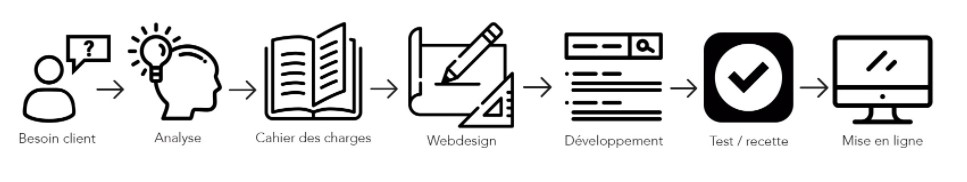 ?
Besoin client
Analyse
Cahier des charges
Webdesign
Développement
Test / recette
Mise en ligne